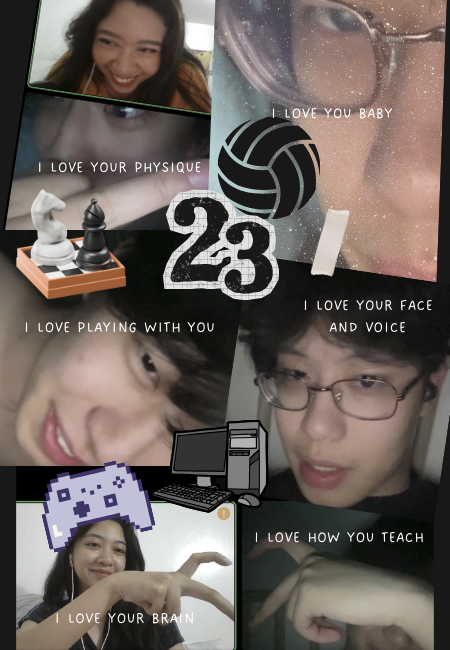 I LOVE YOU BABY
I LOVE YOUR PHYSIQUE
23
I LOVE YOUR FACE
AND VOICE
I LOVE PLAYING WITH YOU
I LOVE HOW YOU TEACH
I LOVE YOUR BRAIN